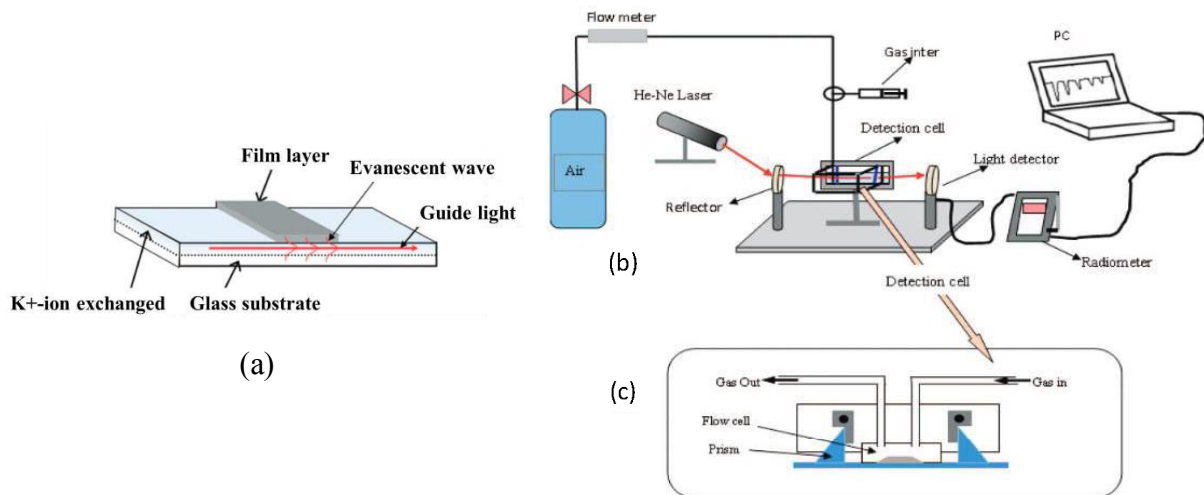 Film layer
Evanescent wave
Guide light
K+-ion exchanged
Glass substrate
(a)
Flow meter
Gas inter
PC
He-Ne Laser
Detection cell
Light detector
Air
Reflector
(b)
Radiometer
Detection cell
(c)
Gas Out
Gas in
Flow cell
Prism